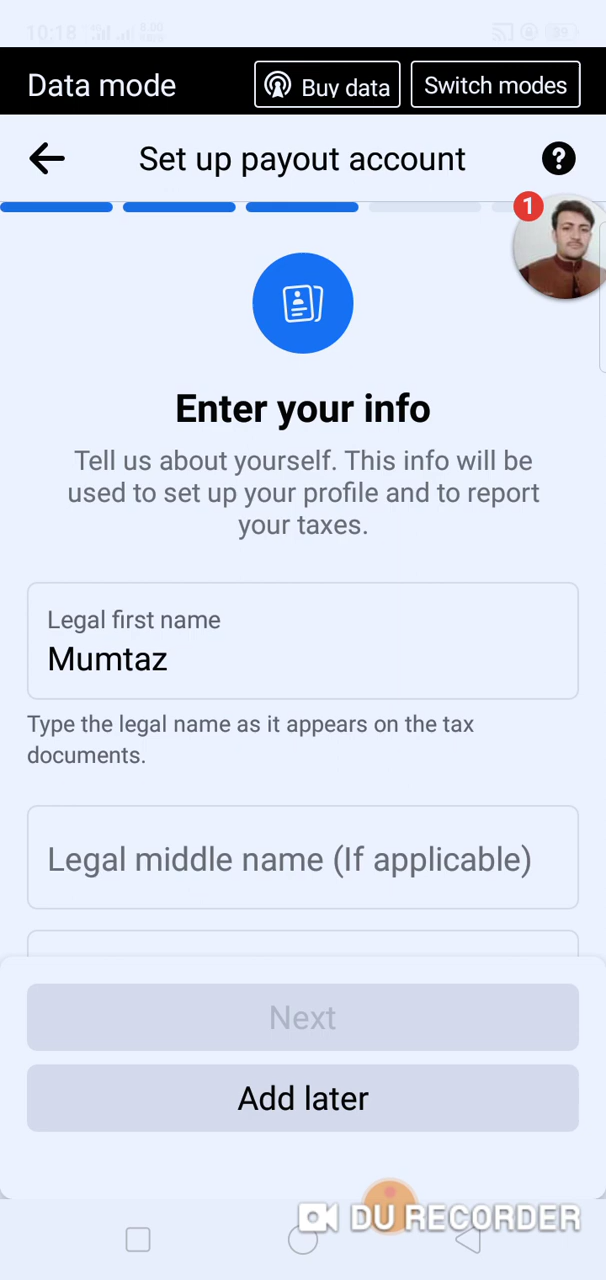 10:18
Data mode
Buy data
Switch modes
Set up payout account
?
1
Enter your info
Tell us about yourself. This info will be
used to set up your profile and to report
your taxes.
Legal first name
Mumtaz
Type the legal name as it appears on the tax
documents.
Legal middle name (If applicable)
Next
Add later
DU RECORDER